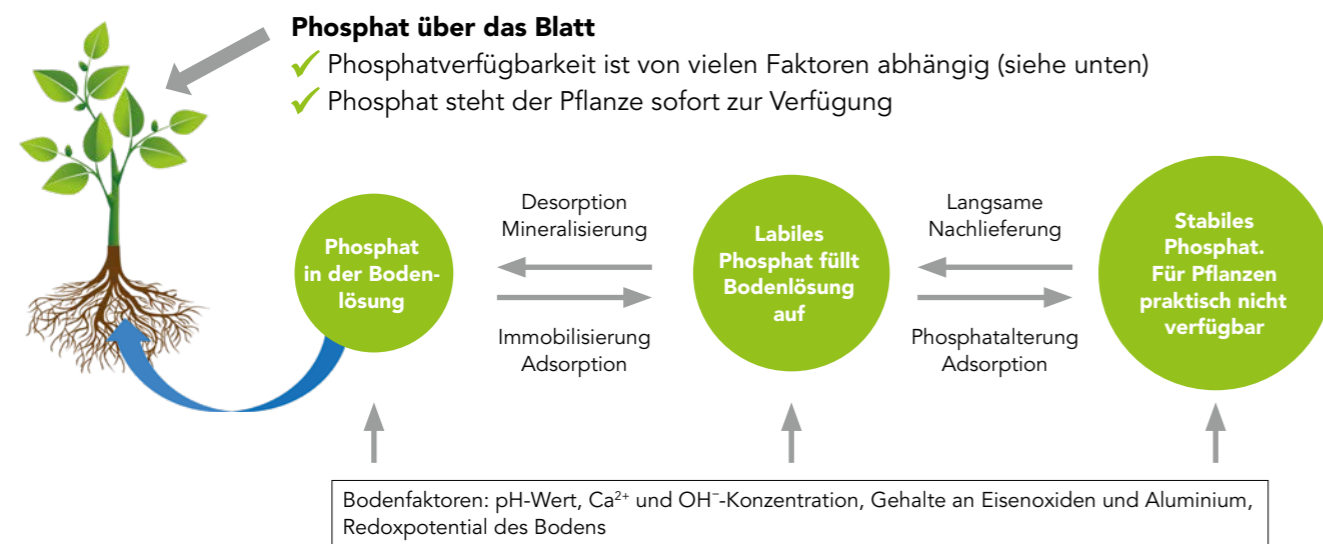 Phosphat über das Blatt
Phosphatverfügbarkeit ist von vielen Faktoren abhängig (siehe unten)
Phosphat steht der Pflanze sofort zur Verfügung
Phosphat
in der Boden-
lösung
Desorption
Mineralisierung
Immobilisierung
Adsorption
Labiles
Phosphat füllt
Bodenlösung
auf
Langsame
Nachlieferung
Phosphatalterung
Adsorption
Stabiles
Phosphat.
Für Pflanzen
praktisch nicht
verfügbar
Bodenfaktoren: pH-Wert, Ca²⁺ und OH⁻-Konzentration, Gehalte an Eisenoxiden und Aluminium,
Redoxpotential des Bodens